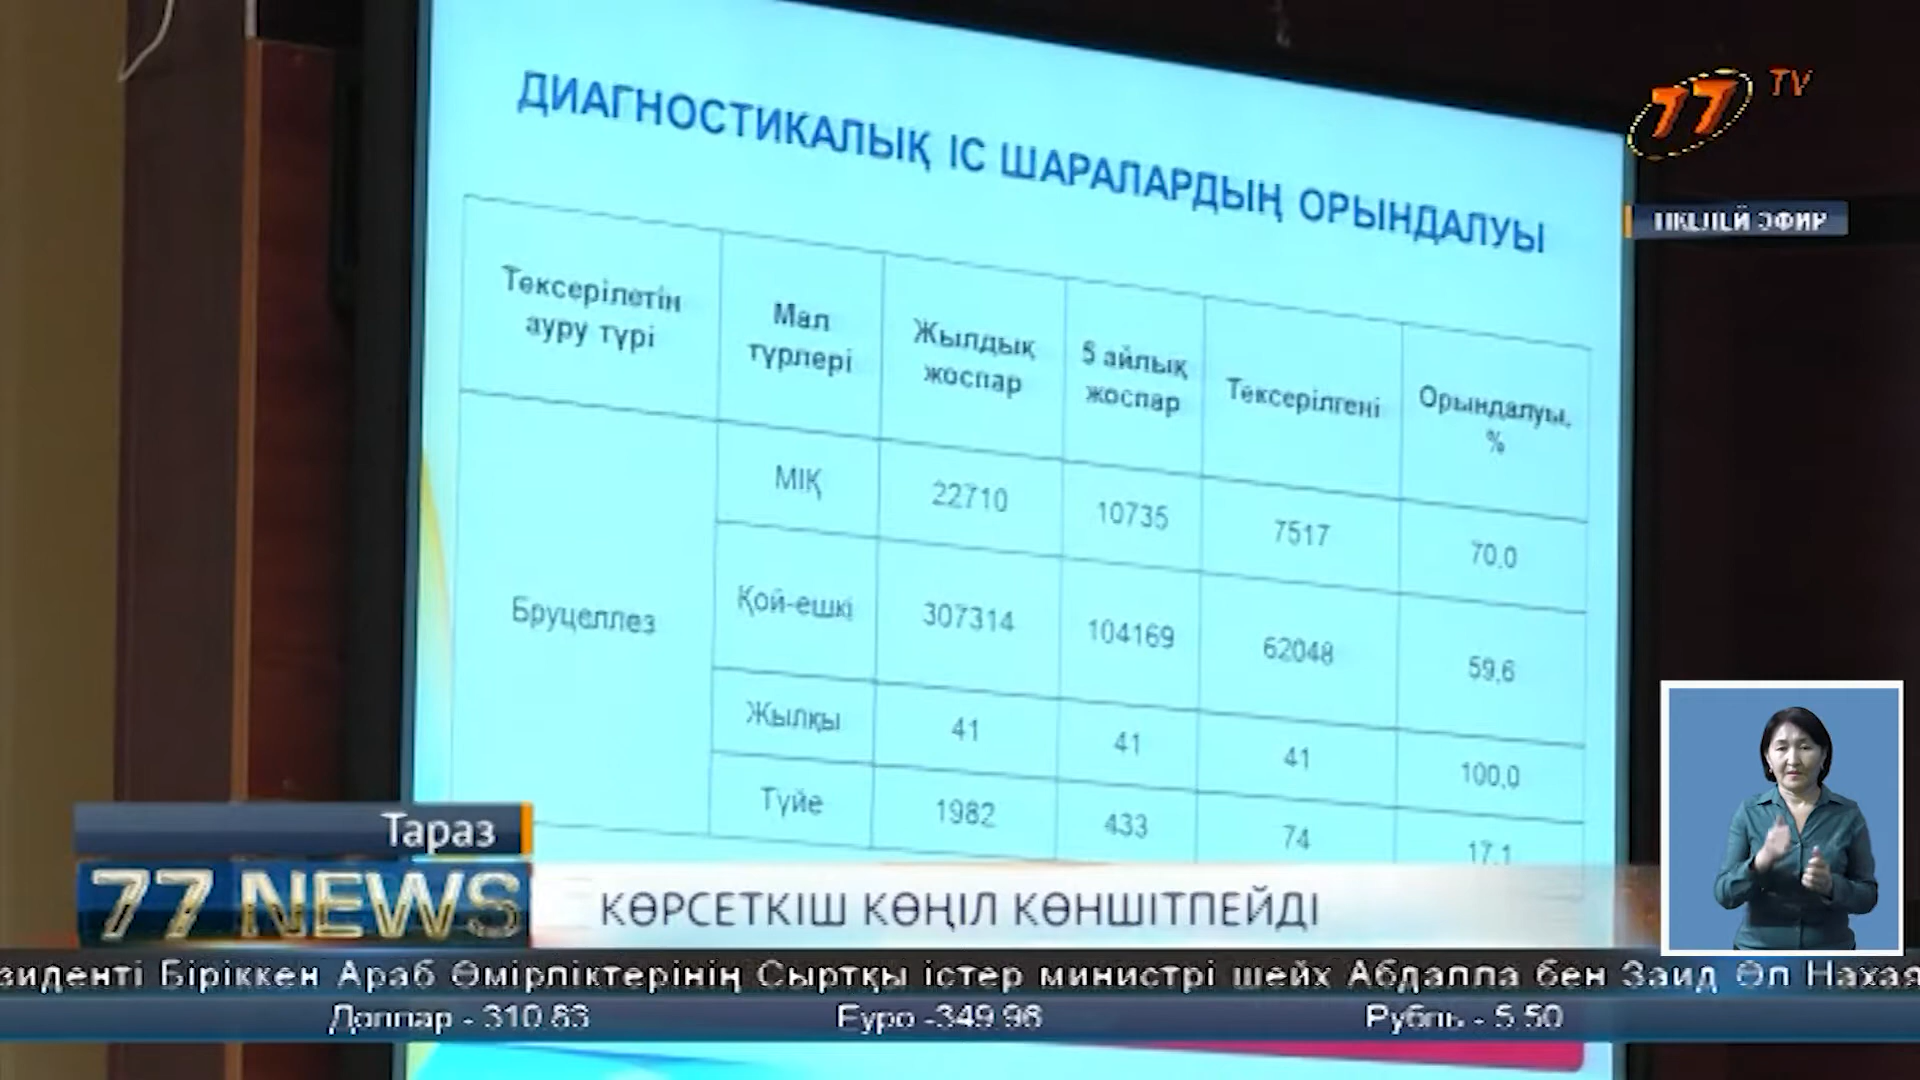 ДИАГНОСТИКАЛЫҚ ІС ШАРАЛАРДЫҢ ОРЫНДАЛУЫ
77 TV
ТІКЕЛЕЙ ЭФИР
Тексерілетін ауру түрі
Мал түрлері
Жылдық жоспар
5 айлық жоспар
Тексерілгені
Орындалуы, %
Бруцеллез
МІҚ 22710 10735 7517 70,0
Қой-ешкі 307314 104169 62048 59,6
Жылқы 41 41 41 100,0
Түйе 1982 433 74 17,1
Тараз
77 NEWS
КӨРСЕТКІШ КӨҢІЛ КӨНШІТПЕЙДІ
зиденті Біріккен Араб Әмірліктерінің Сыртқы істер министрі шейх Абдалла бен Заид Әл Нахая
Доллар - 310.83 Еуро -349.96 Рубль - 5.50